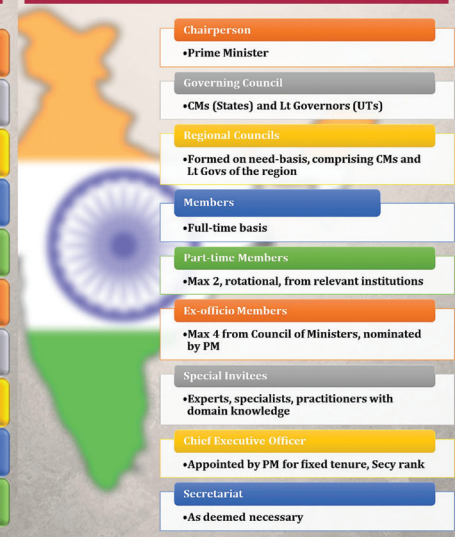 Chairperson
•Prime Minister
Governing Council
•CMs (States) and Lt Governors (UTs)
Regional Councils
•Formed on need-basis, comprising CMs and
Lt Govs of the region
Members
•Full-time basis
Part-time Members
•Max 2, rotational, from relevant institutions
Ex-officio Members
•Max 4 from Council of Ministers, nominated
by PM
Special Invitees
•Experts, specialists, practitioners with
domain knowledge
Chief Executive Officer
•Appointed by PM for fixed tenure, Secy rank
Secretariat
•As deemed necessary